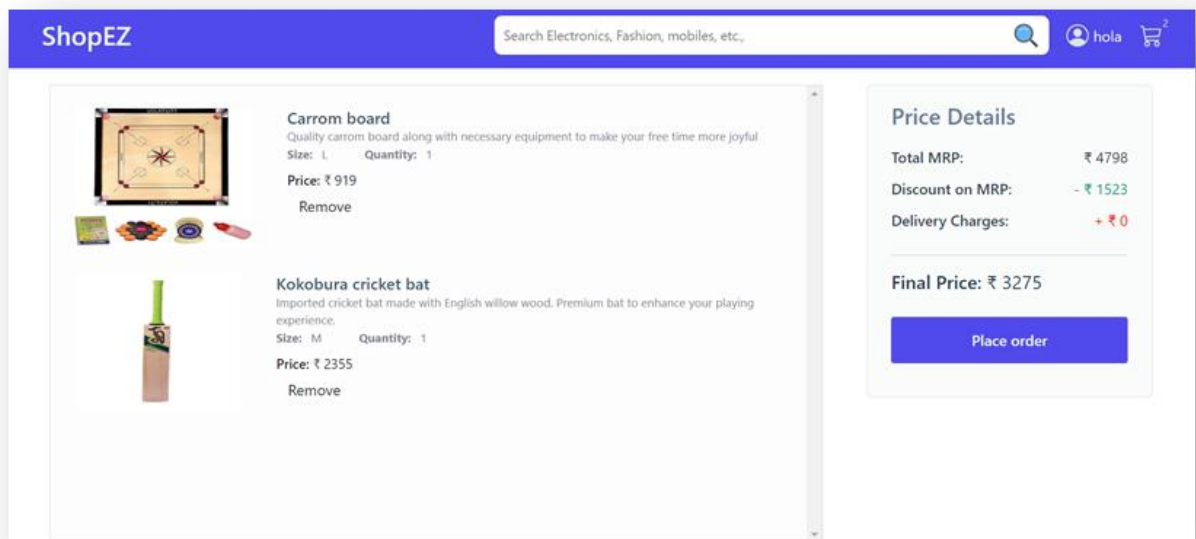 ShopEZ
Search Electronics, Fashion, mobiles, etc.,
hola
2
Carrom board
Quality carrom board along with necessary equipment to make your free time more joyful
Size: L Quantity: 1
Price: ₹ 919
Remove
Kokobura cricket bat
Imported cricket bat made with English willow wood. Premium bat to enhance your playing
experience.
Size: M Quantity: 1
Price: ₹ 2355
Remove
Price Details
Total MRP: ₹ 4798
Discount on MRP: - ₹ 1523
Delivery Charges: + ₹ 0
Final Price: ₹ 3275
Place order